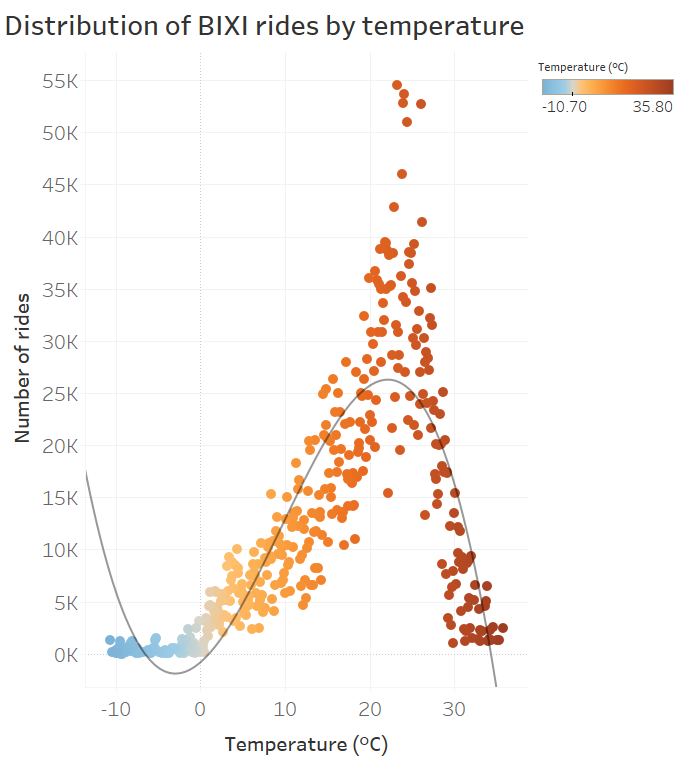 Distribution of BIXI rides by temperature
Temperature (ºC)
-10.70 35.80
55K
50K
45K
40K
35K
30K
25K
20K
15K
10K
5K
0K
Number of rides
-10 0 10 20 30
Temperature (ºC)